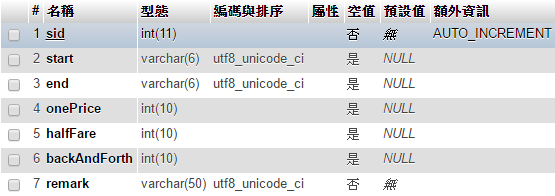 # 名稱 型態 編碼與排序 屬性 空值 預設值 額外資訊
1 sid int(11) 否 無 AUTO_INCREMENT
2 start varchar(6) utf8_unicode_ci 是 NULL
3 end varchar(6) utf8_unicode_ci 是 NULL
4 onePrice int(10) 是 NULL
5 halfFare int(10) 是 NULL
6 backAndForth int(10) 是 NULL
7 remark varchar(50) utf8_unicode_ci 否 無